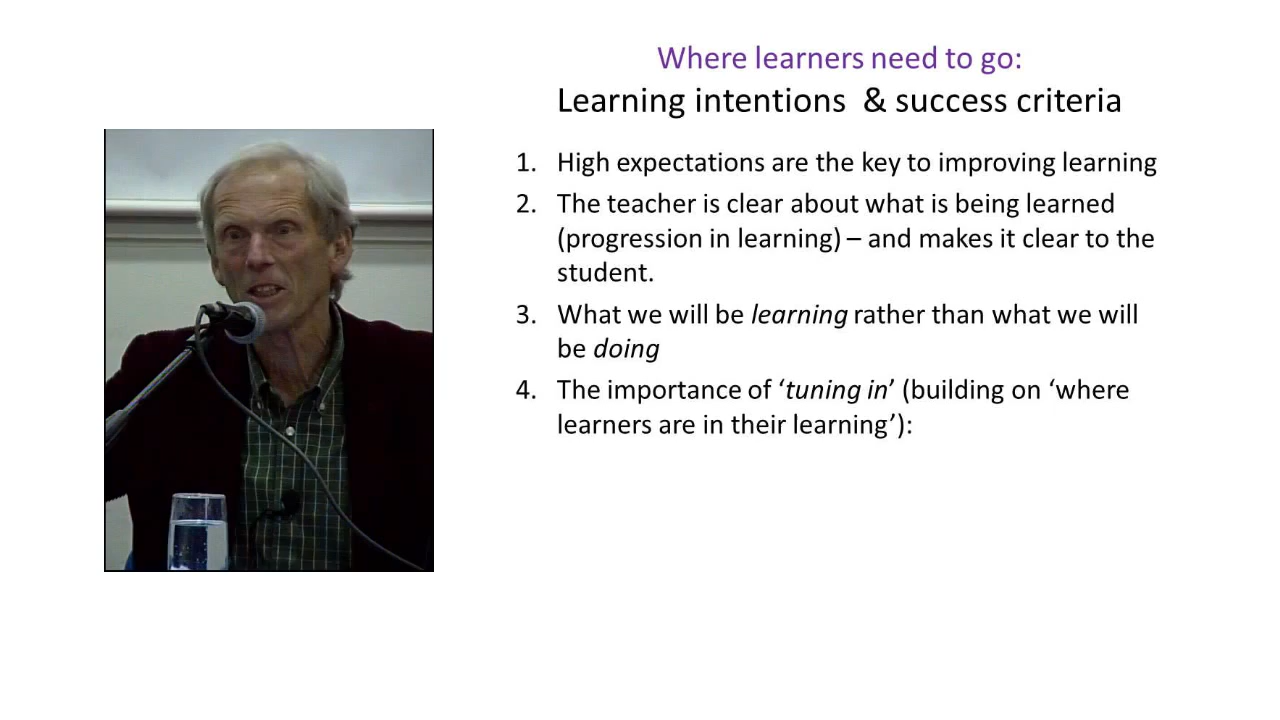 Where learners need to go:
Learning intentions & success criteria
1. High expectations are the key to improving learning
2. The teacher is clear about what is being learned
(progression in learning) – and makes it clear to the
student.
3. What we will be learning rather than what we will
be doing
4. The importance of ‘tuning in’ (building on ‘where
learners are in their learning’):